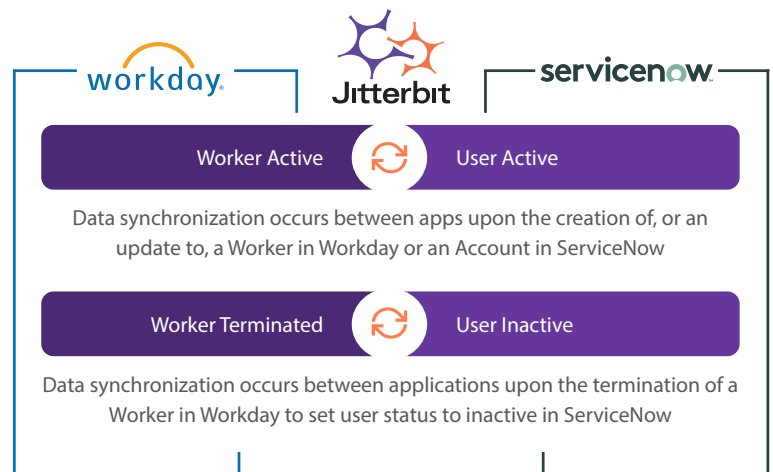 workday.
Jitterbit
servicenow
Worker Active
User Active
Data synchronization occurs between apps upon the creation of, or an
update to, a Worker in Workday or an Account in ServiceNow
Worker Terminated
User Inactive
Data synchronization occurs between applications upon the termination of a
Worker in Workday to set user status to inactive in ServiceNow